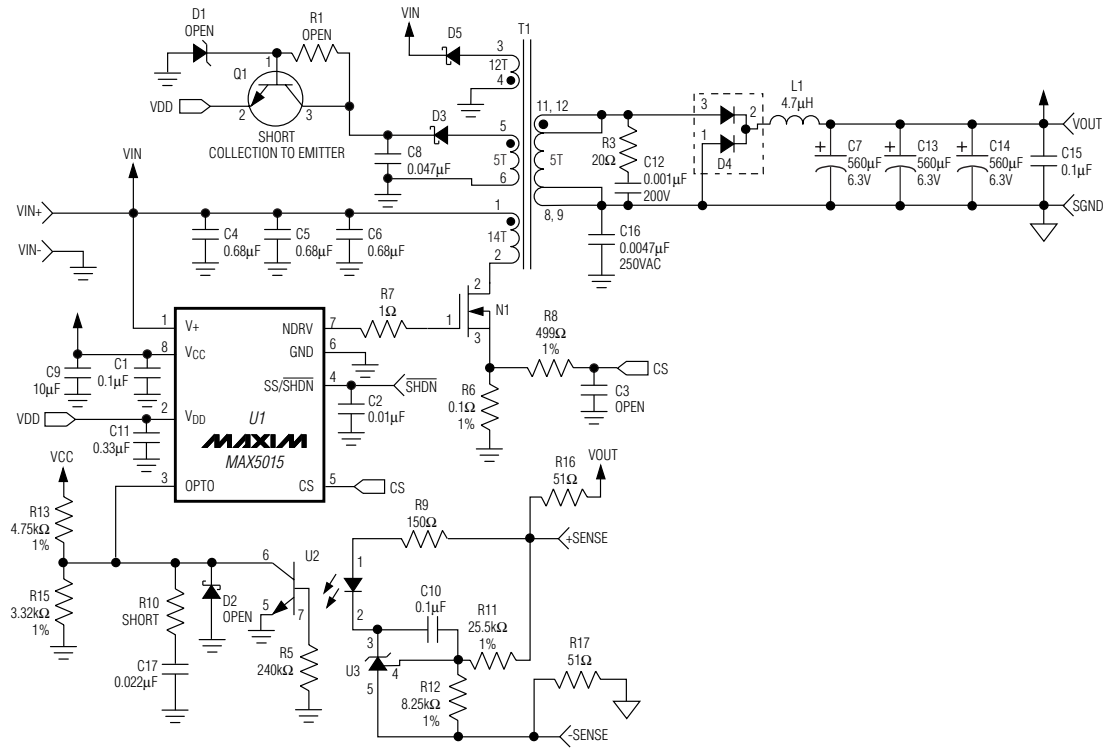 D1
OPEN
R1
OPEN
Q1
1
2
3
VDD
SHORT
COLLECTION TO EMITTER
VIN
D5
T1
3
12T
4
D3
5
5T
6
C8
0.047µF
11, 12
5T
8, 9
R3
20Ω
C12
0.001µF
200V
C16
0.0047µF
250VAC
3
2
1
D4
L1
4.7µH
+
C7
560µF
6.3V
+
C13
560µF
6.3V
+
C14
560µF
6.3V
C15
0.1µF
VOUT
SGND
VIN
VIN+
VIN-
C4
0.68µF
C5
0.68µF
C6
0.68µF
1
14T
2
R7
1Ω
2
1
3
N1
R8
499Ω
1%
CS
C3
OPEN
R6
0.1Ω
1%
1
V+
8
VCC
2
VDD
3
OPTO
NDRV
7
GND
6
SS/SHDN
4
CS
5
U1
MAXIM
MAX5015
C9
10µF
C1
0.1µF
VDD
C11
0.33µF
SHDN
C2
0.01µF
CS
VCC
R13
4.75kΩ
1%
R15
3.32kΩ
1%
R10
SHORT
C17
0.022µF
D2
OPEN
6
U2
5
7
R5
240kΩ
1
2
R9
150Ω
C10
0.1µF
3
U3
4
5
R11
25.5kΩ
1%
R12
8.25kΩ
1%
R16
51Ω
VOUT
+SENSE
R17
51Ω
-SENSE